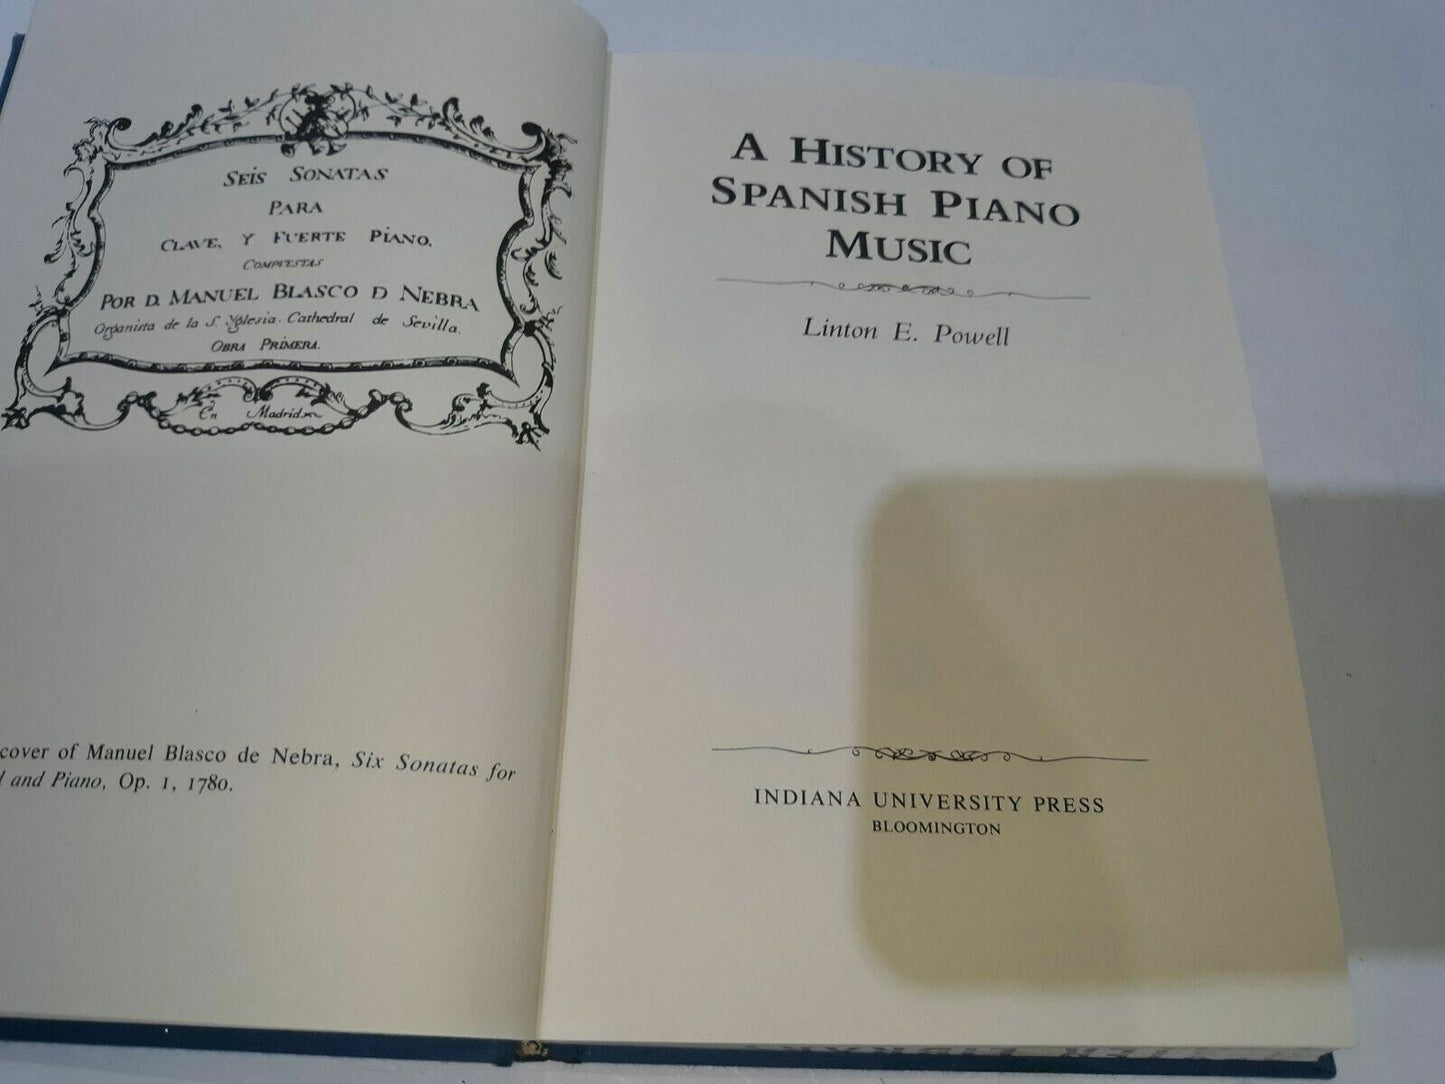 SEIS SONATAS
PARA
CLAVE, Y FUERTE PIANO.
COMPUESTAS
POR D. MANUEL BLASCO D NEBRA
Organista de la S. Yglesia Cathedral de Sevilla.
OBRA PRIMERA.
En Madrid
cover of Manuel Blasco de Nebra, Six Sonatas for
and Piano, Op. 1, 1780.
A HISTORY OF
SPANISH PIANO
MUSIC
Linton E. Powell
INDIANA UNIVERSITY PRESS
BLOOMINGTON